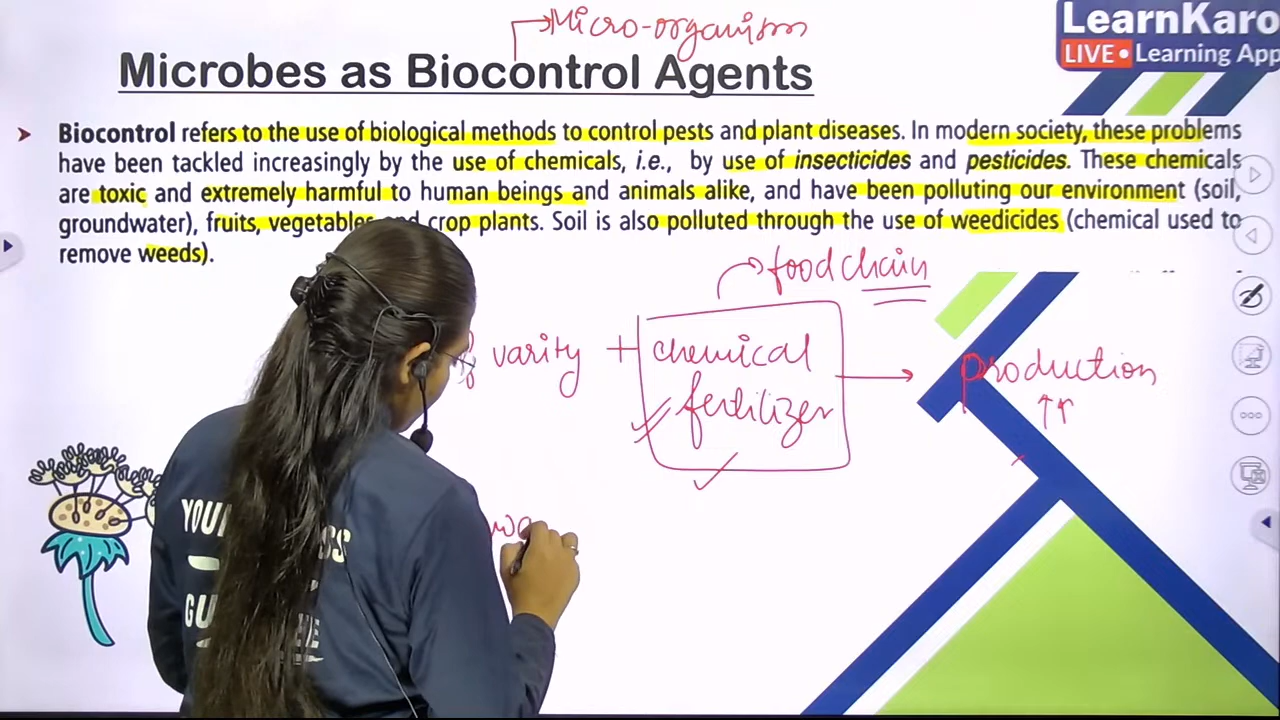 Micro-organism
LearnKaro
LIVE • Learning App
Microbes as Biocontrol Agents
Biocontrol refers to the use of biological methods to control pests and plant diseases. In modern society, these problems
have been tackled increasingly by the use of chemicals, i.e., by use of insecticides and pesticides. These chemicals
are toxic and extremely harmful to human beings and animals alike, and have been polluting our environment (soil,
groundwater), fruits, vegetables and crop plants. Soil is also polluted through the use of weedicides (chemical used to
remove weeds).
food chain
varity + chemical
fertilizer
production